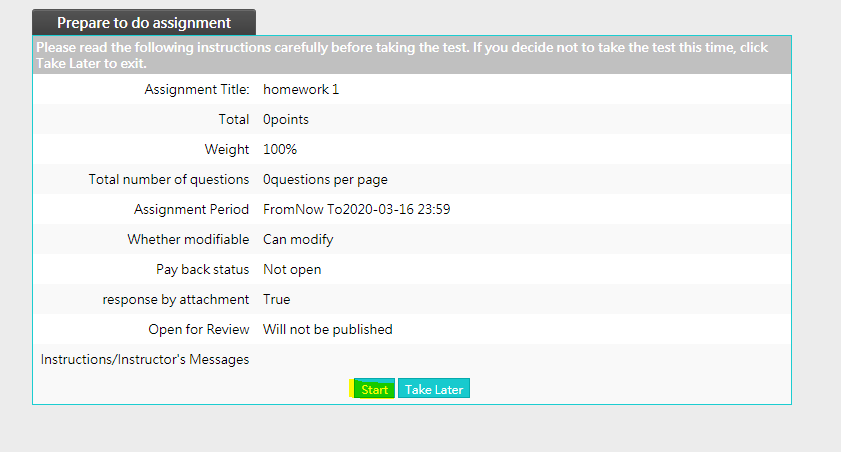 Prepare to do assignment
Please read the following instructions carefully before taking the test. If you decide not to take the test this time, click
Take Later to exit.
Assignment Title: homework 1
Total 0points
Weight 100%
Total number of questions 0questions per page
Assignment Period FromNow To2020-03-16 23:59
Whether modifiable Can modify
Pay back status Not open
response by attachment True
Open for Review Will not be published
Instructions/Instructor's Messages
Start Take Later